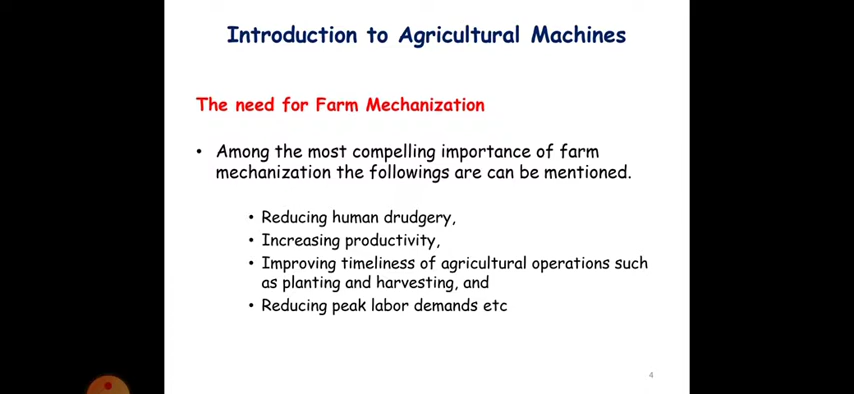 Introduction to Agricultural Machines
The need for Farm Mechanization
• Among the most compelling importance of farm
mechanization the followings are can be mentioned.
• Reducing human drudgery,
• Increasing productivity,
• Improving timeliness of agricultural operations such
as planting and harvesting, and
• Reducing peak labor demands etc
4